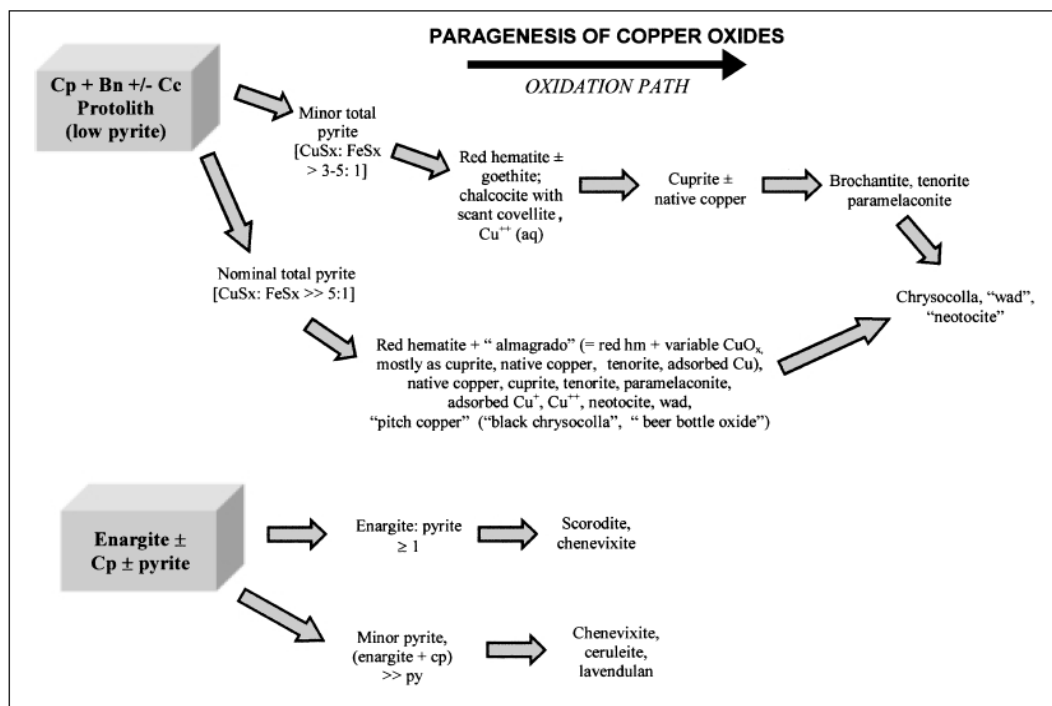 PARAGENESIS OF COPPER OXIDES
OXIDATION PATH
Cp + Bn +/- Cc
Protolith
(low pyrite)
Minor total
pyrite
[CuSx: FeSx
> 3-5: 1]
Red hematite ±
goethite;
chalcocite with
scant covellite ,
Cu⁺⁺ (aq)
Cuprite ±
native copper
Brochantite, tenorite
paramelaconite
Nominal total pyrite
[CuSx: FeSx >> 5:1]
Chrysocolla, “wad”,
“neotocite”
Red hematite + “ almagrado” (= red hm + variable CuOₓ,
mostly as cuprite, native copper, tenorite, adsorbed Cu),
native copper, cuprite, tenorite, paramelaconite,
adsorbed Cu⁺, Cu⁺⁺, neotocite, wad,
“pitch copper” (“black chrysocolla”, “ beer bottle oxide”)
Enargite ±
Cp ± pyrite
Enargite: pyrite
≥ 1
Scorodite,
chenevixite
Minor pyrite,
(enargite + cp)
>> py
Chenevixite,
ceruleite,
lavendulan